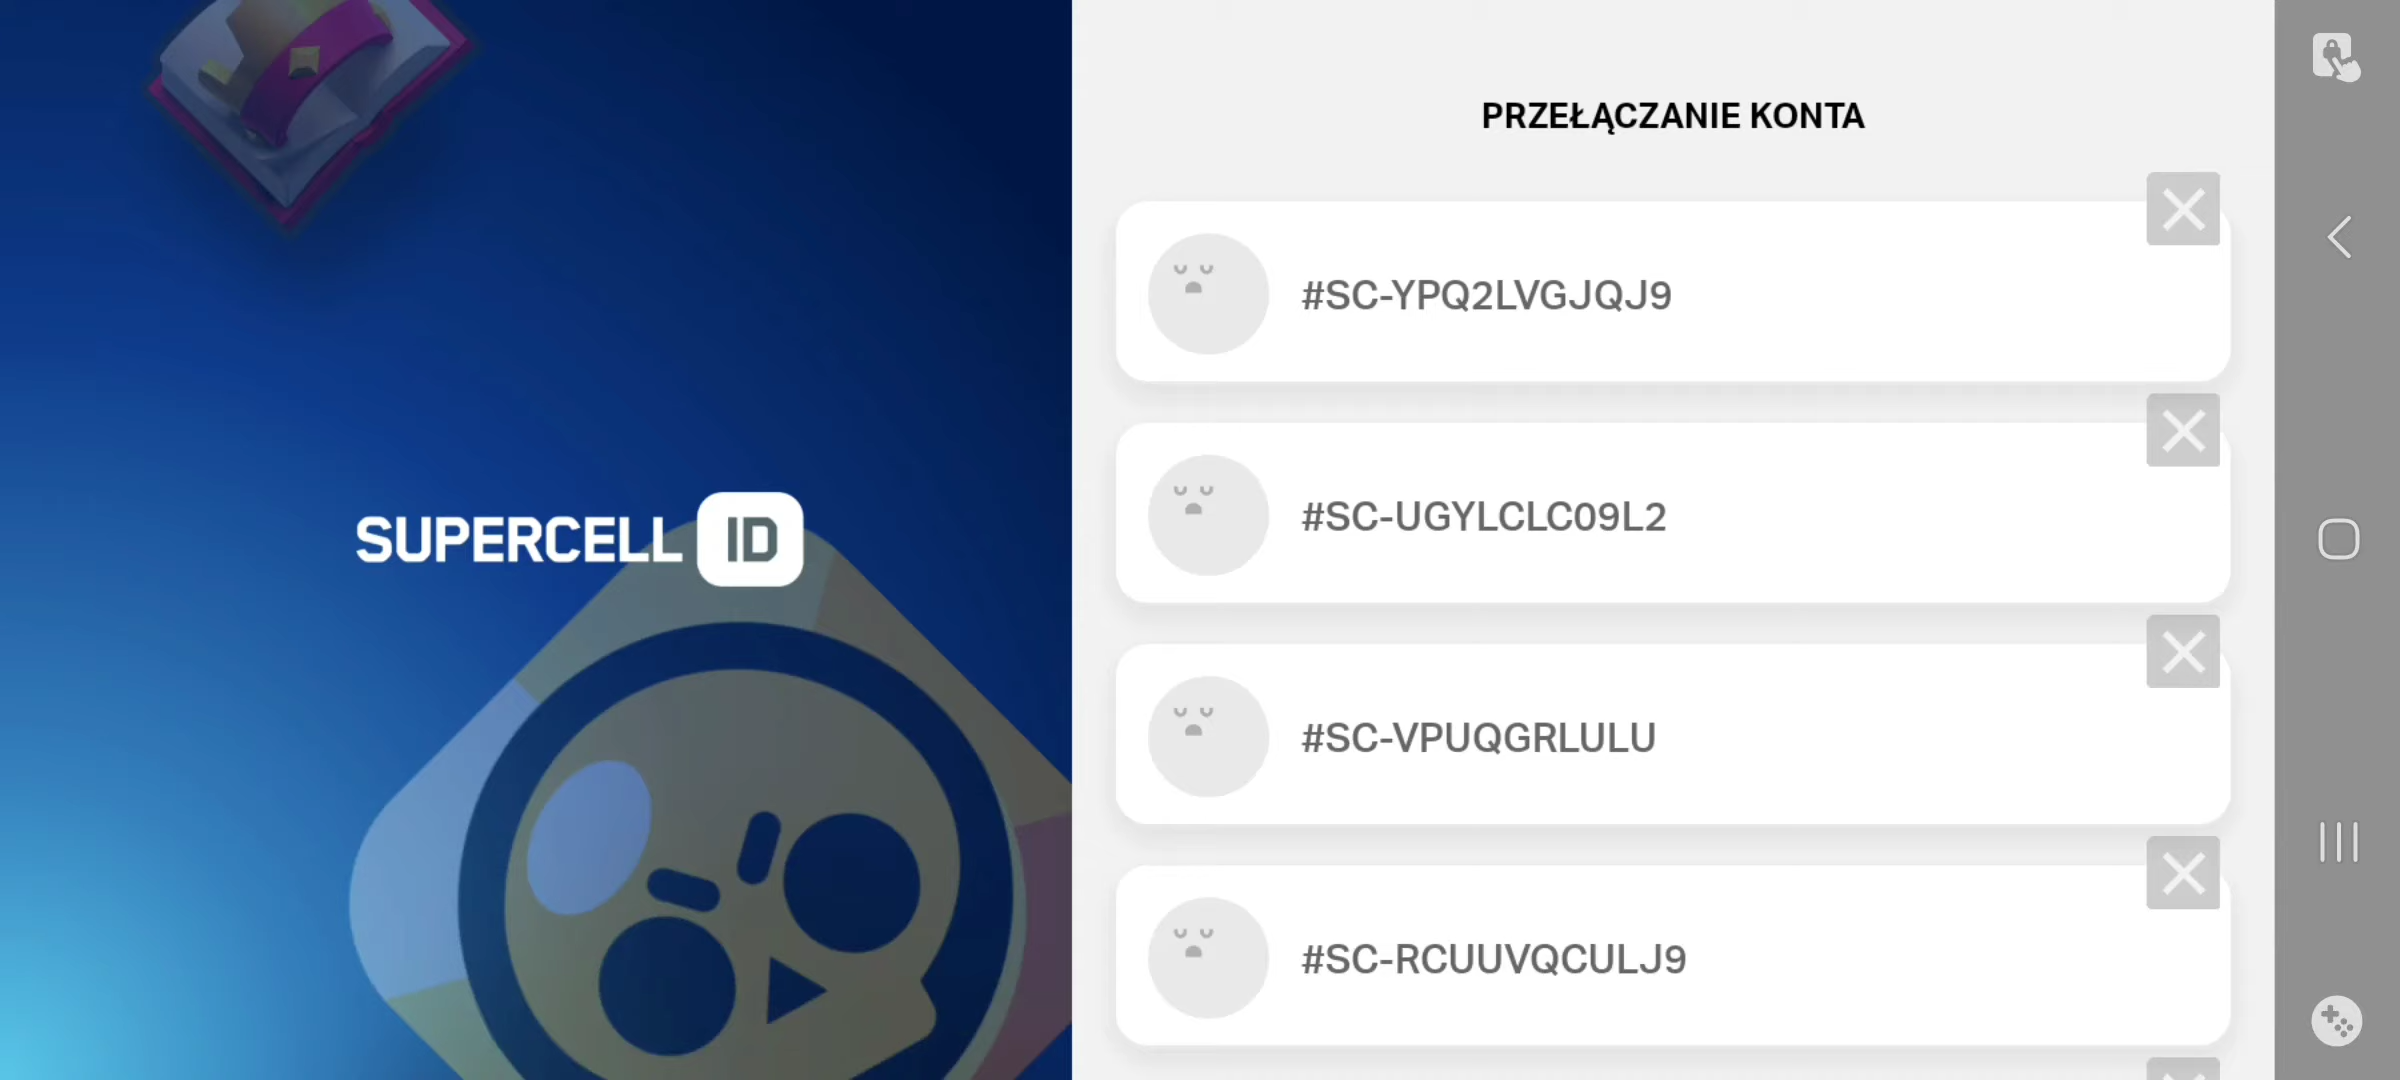 SUPERCELL ID
PRZEŁĄCZANIE KONTA
#SC-YPQ2LVGJQJ9
#SC-UGYLCLC09L2
#SC-VPUQGRLULU
#SC-RCUUVQCULJ9